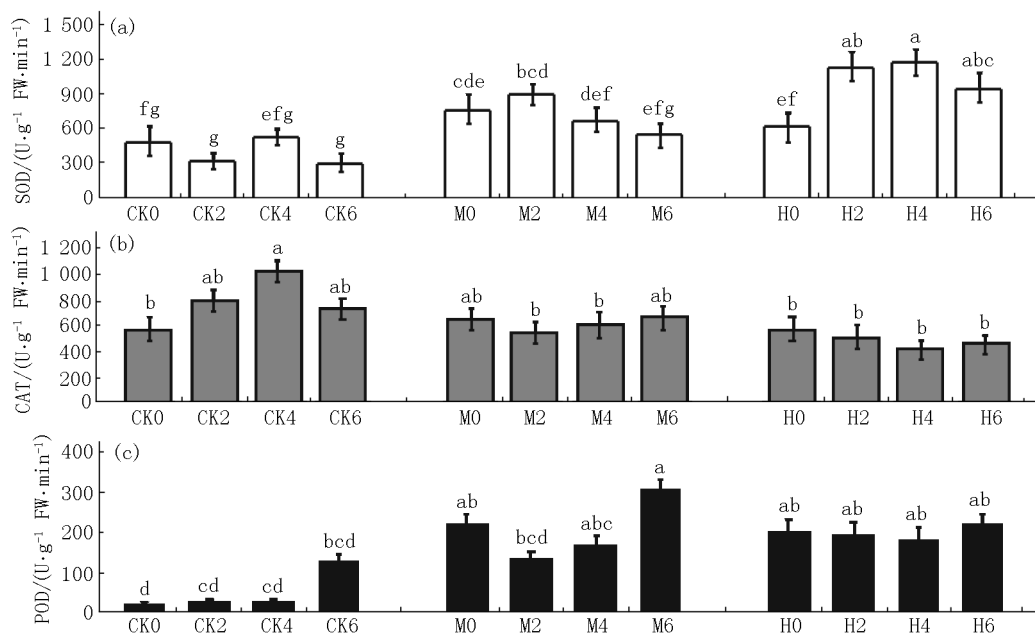 (a)
SOD/(U·g⁻¹ FW·min⁻¹)
1 500
1 200
900
600
300
0
fg g efg g cde bcd def efg ef ab a abc
CK0 CK2 CK4 CK6 M0 M2 M4 M6 H0 H2 H4 H6
(b)
CAT/(U·g⁻¹ FW·min⁻¹)
1 200
1 000
800
600
400
200
0
b ab a ab ab b b ab b b b b
CK0 CK2 CK4 CK6 M0 M2 M4 M6 H0 H2 H4 H6
(c)
POD/(U·g⁻¹ FW·min⁻¹)
400
300
200
100
0
d cd cd bcd ab bcd abc a ab ab ab ab
CK0 CK2 CK4 CK6 M0 M2 M4 M6 H0 H2 H4 H6